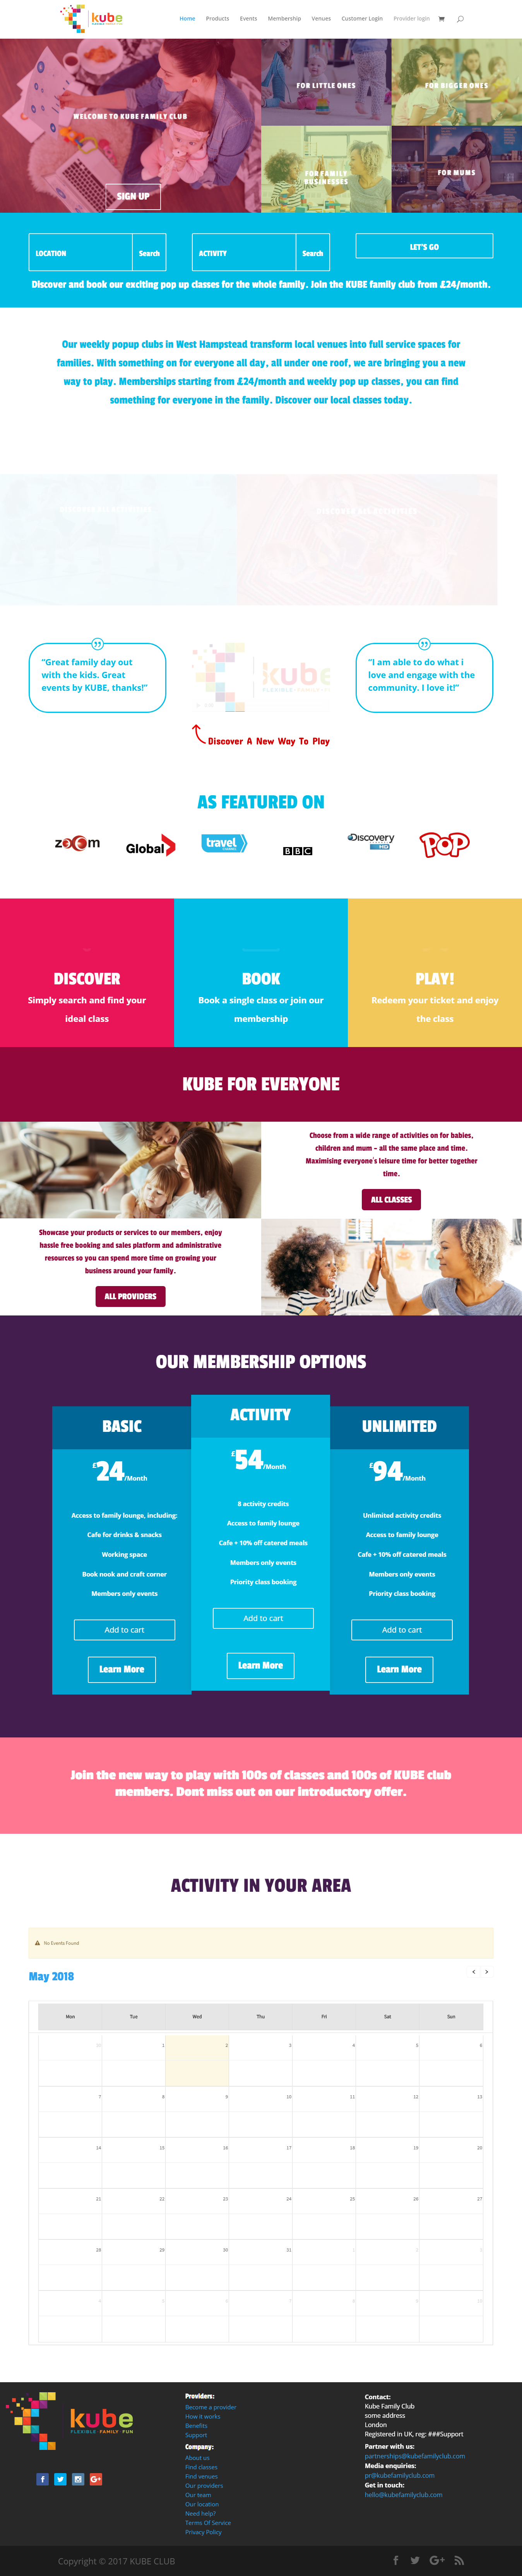 kube
FLEXIBLE FAMILY FUN
Home Products Events Membership Venues Customer Login Provider login
WELCOME TO KUBE FAMILY CLUB
SIGN UP
FOR LITTLE ONES
FOR BIGGER ONES
FOR FAMILY
BUSINESSES
FOR MUMS
LOCATION Search
ACTIVITY Search
LET'S GO
Discover and book our exciting pop up classes for the whole family. Join the KUBE family club from £24/month.
Our weekly popup clubs in West Hampstead transform local venues into full service spaces for
families. With something on for everyone all day, all under one roof, we are bringing you a new
way to play. Memberships starting from £24/month and weekly pop up classes, you can find
something for everyone in the family. Discover our local classes today.
DISCOVER ALL ACTIVITIES
"Great family day out
with the kids. Great
events by KUBE, thanks!"
kube
FLEXIBLE FAMILY
Discover A New Way To Play
"I am able to do what i
love and engage with the
community. I love it!"
AS FEATURED ON
zoom
Global
travel
BBC
Discovery
HD
POP
DISCOVER
Simply search and find your
ideal class
BOOK
Book a single class or join our
membership
PLAY!
Redeem your ticket and enjoy
the class
KUBE FOR EVERYONE
Choose from a wide range of activities on for babies,
children and mum – all the same place and time.
Maximising everyone's leisure time for better together
time.
ALL CLASSES
Showcase your products or services to our members, enjoy
hassle free booking and sales platform and administrative
resources so you can spend more time on growing your
business around your family.
ALL PROVIDERS
OUR MEMBERSHIP OPTIONS
BASIC
£24/Month
Access to family lounge, including:
Cafe for drinks & snacks
Working space
Book nook and craft corner
Members only events
Add to cart
Learn More
ACTIVITY
£54/Month
8 activity credits
Access to family lounge
Cafe + 10% off catered meals
Members only events
Priority class booking
Add to cart
Learn More
UNLIMITED
£94/Month
Unlimited activity credits
Access to family lounge
Cafe + 10% off catered meals
Members only events
Priority class booking
Add to cart
Learn More
Join the new way to play with 100s of classes and 100s of KUBE club
members. Dont miss out on our introductory offer.
ACTIVITY IN YOUR AREA
No Events Found
May 2018
Mon Tue Wed Thu Fri Sat Sun
30 1 2 3 4 5 6
7 8 9 10 11 12 13
14 15 16 17 18 19 20
21 22 23 24 25 26 27
28 29 30 31 1 2 3
4 5 6 7 8 9 10
kube
FLEXIBLE FAMILY FUN
Providers:
Become a provider
How it works
Benefits
Support
Company:
About us
Find classes
Find venues
Our providers
Our team
Our location
Need help?
Terms Of Service
Privacy Policy
Contact:
Kube Family Club
some address
London
Registered in UK, reg: ###Support
Partner with us:
partnerships@kubefamilyclub.com
Media enquiries:
pr@kubefamilyclub.com
Get in touch:
hello@kubefamilyclub.com
Copyright © 2017 KUBE CLUB